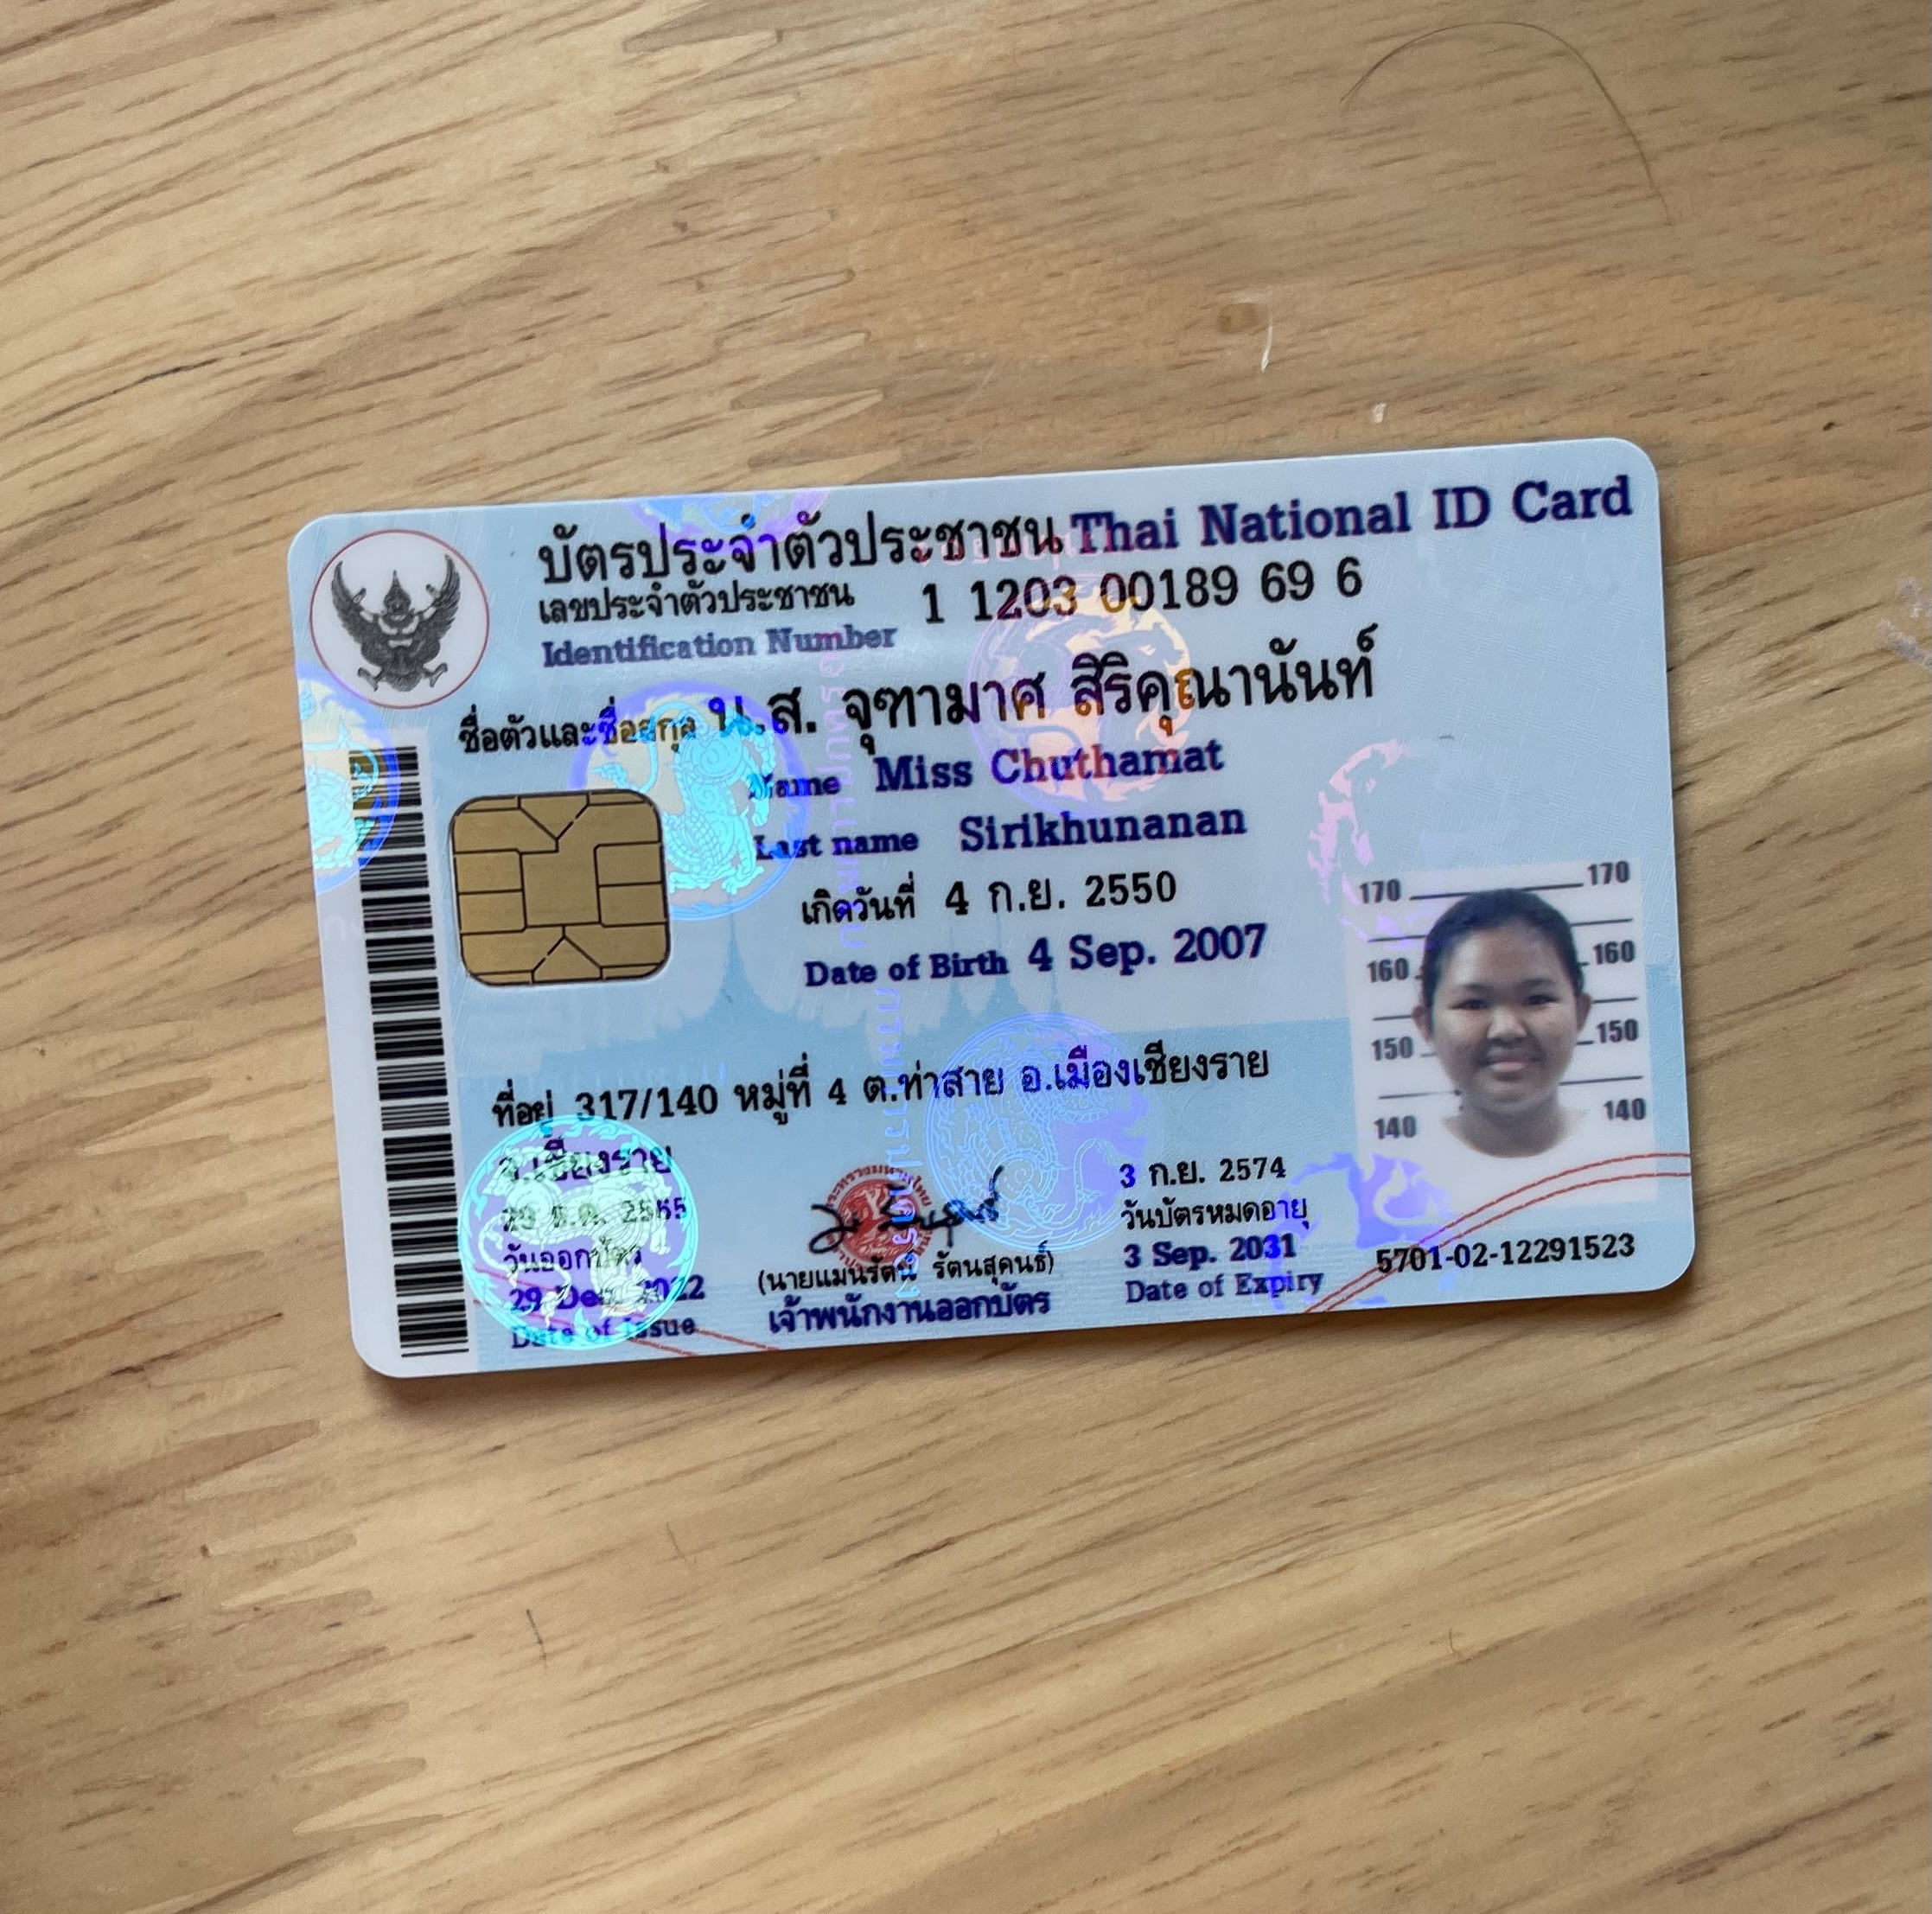 บัตรประจำตัวประชาชน Thai National ID Card
เลขประจำตัวประชาชน 1 1203 00189 69 6
Identification Number
ชื่อตัวและชื่อสกุล น.ส. จุฑามาศ สิริคุณานันท์
Name Miss Chuthamat
Last name Sirikhunanan
เกิดวันที่ 4 ก.ย. 2550
Date of Birth 4 Sep. 2007
170 170
160 160
150 150
140 140
ที่อยู่ 317/140 หมู่ที่ 4 ต.ท่าสาย อ.เมืองเชียงราย
จ.เชียงราย
29 ธ.ค. 2565
วันออกบัตร
29 Dec. 2022
Date of Issue
(นายแมนรัตน์ รัตนสุคนธ์)
เจ้าพนักงานออกบัตร
3 ก.ย. 2574
วันบัตรหมดอายุ
3 Sep. 2031
Date of Expiry
5701-02-12291523